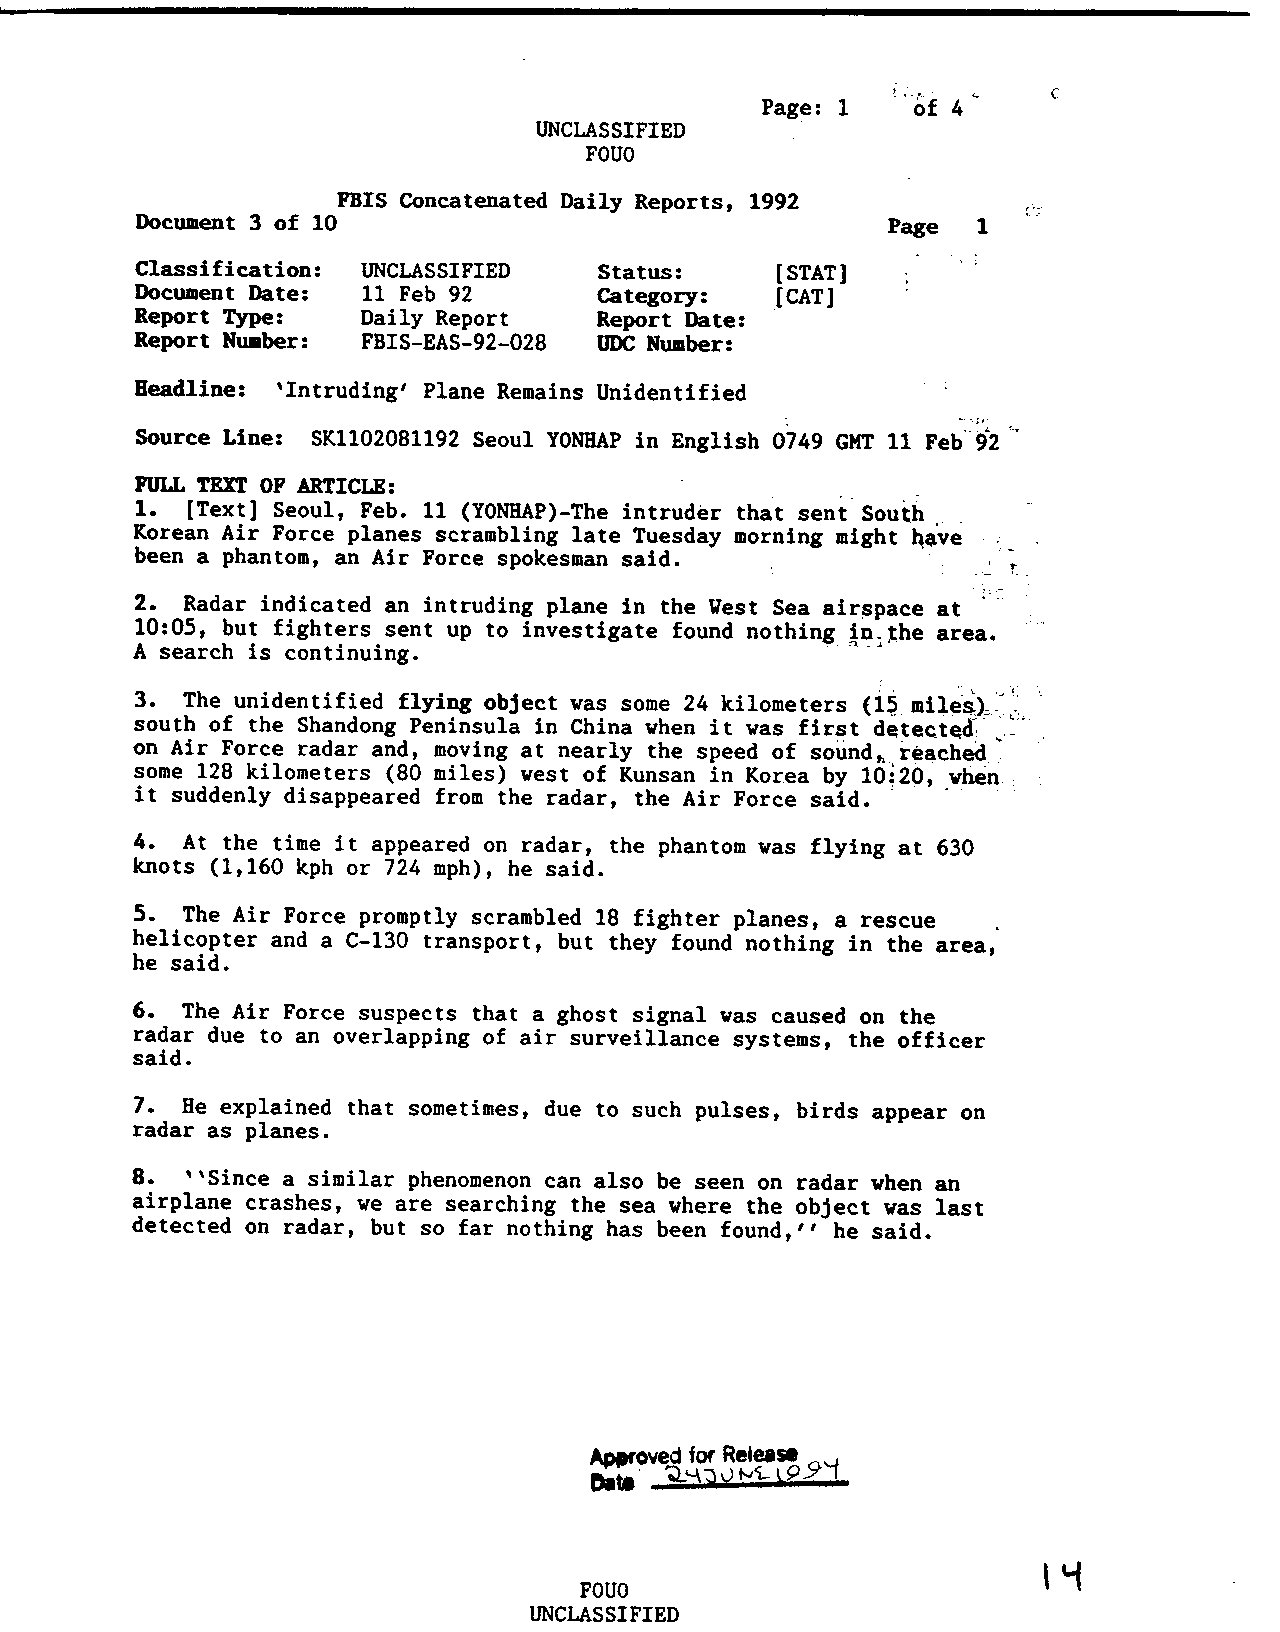 Page: 1 of 4
UNCLASSIFIED
FOUO
FBIS Concatenated Daily Reports, 1992
Document 3 of 10 Page 1
Classification: UNCLASSIFIED Status: [STAT]
Document Date: 11 Feb 92 Category: [CAT]
Report Type: Daily Report Report Date:
Report Number: FBIS-EAS-92-028 UDC Number:
Headline: 'Intruding' Plane Remains Unidentified
Source Line: SK1102081192 Seoul YONHAP in English 0749 GMT 11 Feb 92
FULL TEXT OF ARTICLE:
1. [Text] Seoul, Feb. 11 (YONHAP)-The intruder that sent South
Korean Air Force planes scrambling late Tuesday morning might have
been a phantom, an Air Force spokesman said.
2. Radar indicated an intruding plane in the West Sea airspace at
10:05, but fighters sent up to investigate found nothing in the area.
A search is continuing.
3. The unidentified flying object was some 24 kilometers (15 miles)
south of the Shandong Peninsula in China when it was first detected
on Air Force radar and, moving at nearly the speed of sound, reached
some 128 kilometers (80 miles) west of Kunsan in Korea by 10:20, when
it suddenly disappeared from the radar, the Air Force said.
4. At the time it appeared on radar, the phantom was flying at 630
knots (1,160 kph or 724 mph), he said.
5. The Air Force promptly scrambled 18 fighter planes, a rescue
helicopter and a C-130 transport, but they found nothing in the area,
he said.
6. The Air Force suspects that a ghost signal was caused on the
radar due to an overlapping of air surveillance systems, the officer
said.
7. He explained that sometimes, due to such pulses, birds appear on
radar as planes.
8. ‛‛Since a similar phenomenon can also be seen on radar when an
airplane crashes, we are searching the sea where the object was last
detected on radar, but so far nothing has been found,'' he said.
Approved for Release
Date 24 JUNE 1994
14
FOUO
UNCLASSIFIED